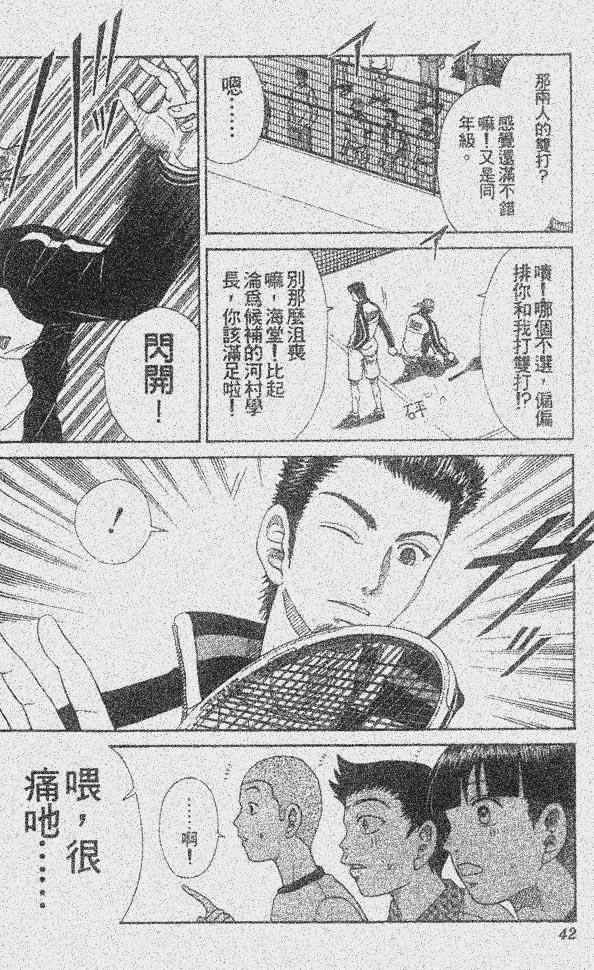 那兩人的雙打?
感覺還滿不錯
嘛!又是同
年級。
嗯……
嘖!哪個不選,偏偏
排你和我打雙打!?
別那麼沮喪
嘛,海堂!比起
淪為候補的河村學
長,你該滿足啦!
砰
閃開!
!
……啊!
喂,很
痛吔……
42